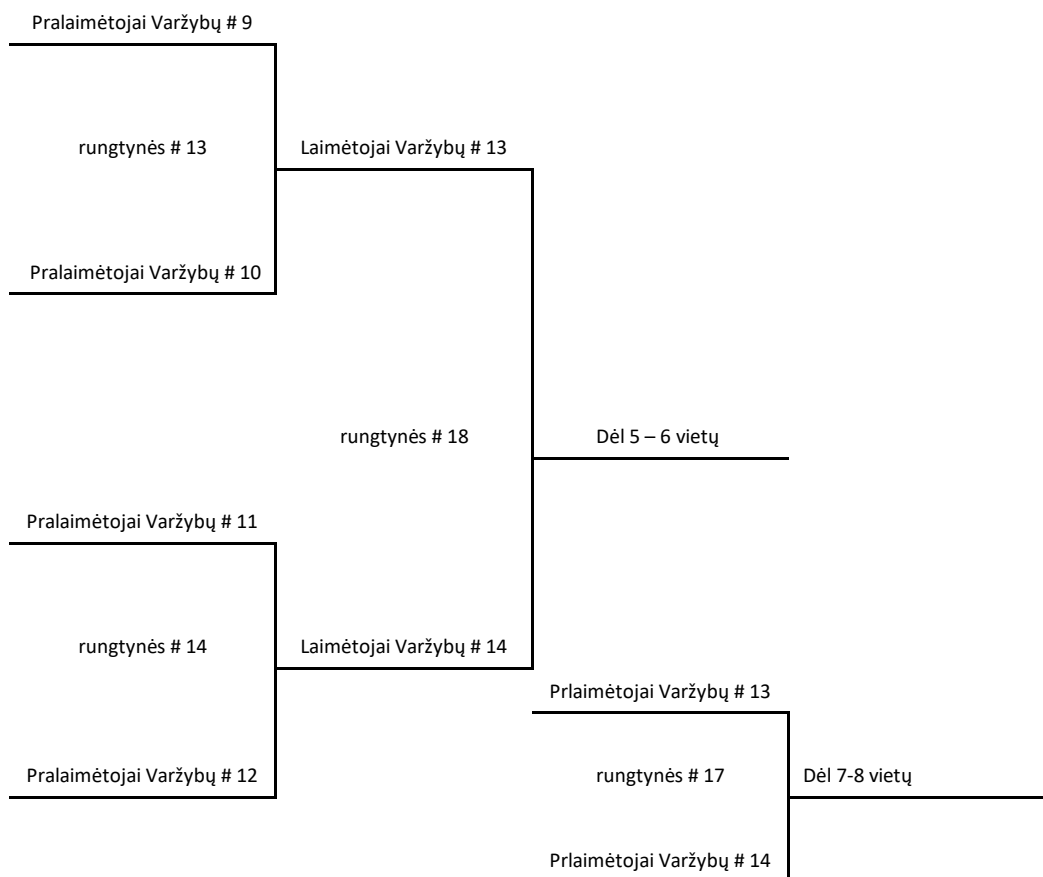 Pralaimėtojai Varžybų # 9
rungtynės # 13
Laimėtojai Varžybų # 13
Pralaimėtojai Varžybų # 10
rungtynės # 18
Dėl 5 – 6 vietų
Pralaimėtojai Varžybų # 11
rungtynės # 14
Laimėtojai Varžybų # 14
Prlaimėtojai Varžybų # 13
Pralaimėtojai Varžybų # 12
rungtynės # 17
Dėl 7-8 vietų
Prlaimėtojai Varžybų # 14